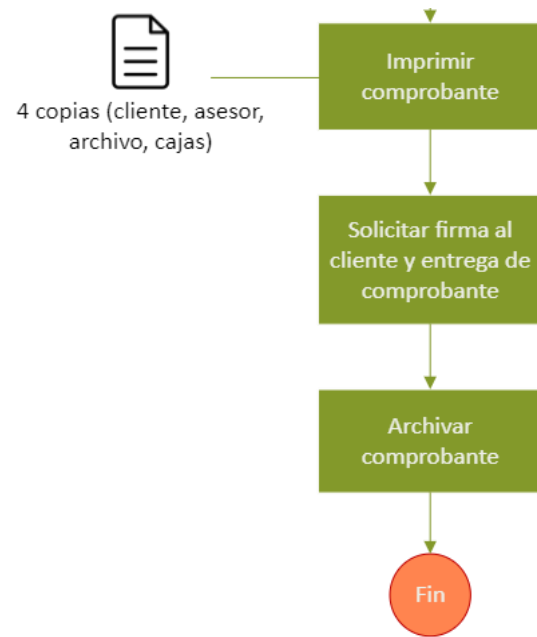 Imprimir
comprobante
4 copias (cliente, asesor,
archivo, cajas)
Solicitar firma al
cliente y entrega de
comprobante
Archivar
comprobante
Fin